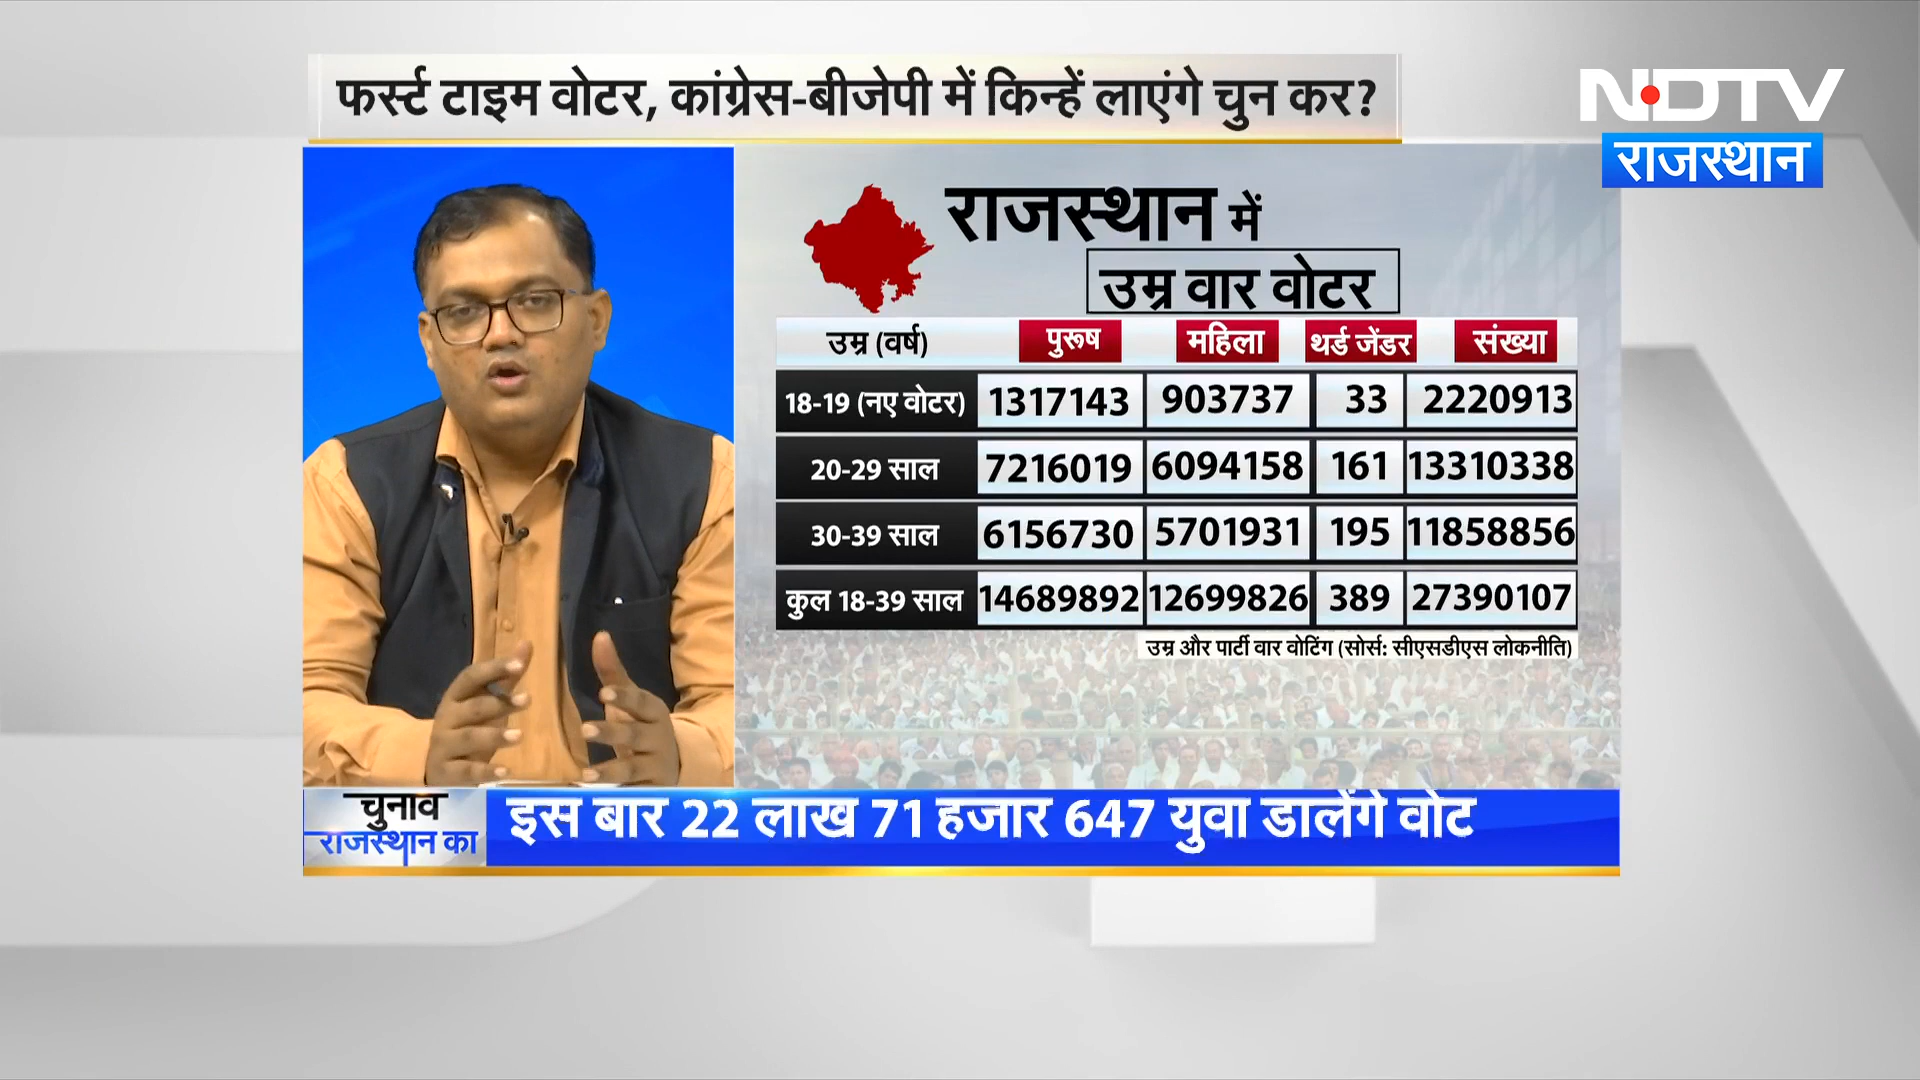 फर्स्ट टाइम वोटर, कांग्रेस-बीजेपी में किन्हें लाएंगे चुन कर?
NDTV
राजस्थान
राजस्थान में
उम्र वार वोटर
उम्र (वर्ष) पुरूष महिला थर्ड जेंडर संख्या
18-19 (नए वोटर) 1317143 903737 33 2220913
20-29 साल 7216019 6094158 161 13310338
30-39 साल 6156730 5701931 195 11858856
कुल 18-39 साल 14689892 12699826 389 27390107
उम्र और पार्टी वार वोटिंग (सोर्स: सीएसडीएस लोकनीति)
चुनाव
राजस्थान का
इस बार 22 लाख 71 हजार 647 युवा डालेंगे वोट